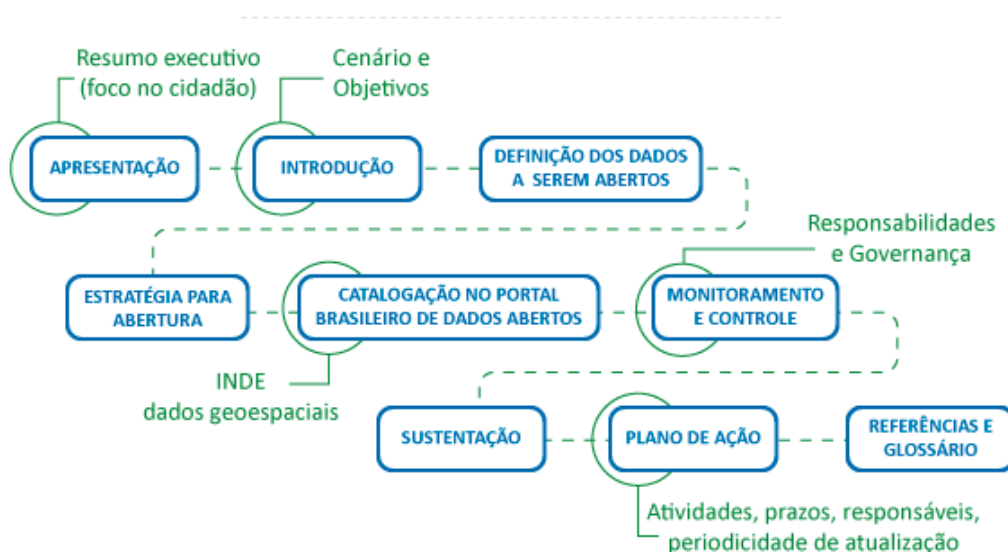 Resumo executivo
(foco no cidadão)
Cenário e
Objetivos
APRESENTAÇÃO
INTRODUÇÃO
DEFINIÇÃO DOS DADOS
A SEREM ABERTOS
Responsabilidades
e Governança
ESTRATÉGIA PARA
ABERTURA
CATALOGAÇÃO NO PORTAL
BRASILEIRO DE DADOS ABERTOS
MONITORAMENTO
E CONTROLE
INDE
dados geoespaciais
SUSTENTAÇÃO
PLANO DE AÇÃO
REFERÊNCIAS E
GLOSSÁRIO
Atividades, prazos, responsáveis,
periodicidade de atualização